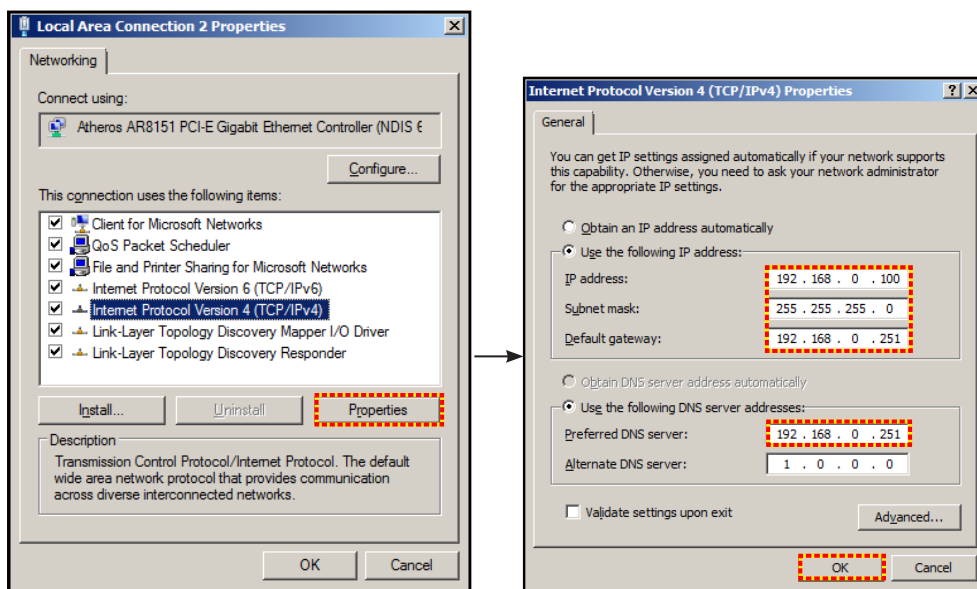 Local Area Connection 2 Properties
Networking
Connect using:
Atheros AR8151 PCI-E Gigabit Ethernet Controller (NDIS 6
Configure...
This connection uses the following items:
Client for Microsoft Networks
QoS Packet Scheduler
File and Printer Sharing for Microsoft Networks
Internet Protocol Version 6 (TCP/IPv6)
Internet Protocol Version 4 (TCP/IPv4)
Link-Layer Topology Discovery Mapper I/O Driver
Link-Layer Topology Discovery Responder
Install...
Uninstall
Properties
Description
Transmission Control Protocol/Internet Protocol. The default
wide area network protocol that provides communication
across diverse interconnected networks.
OK
Cancel
Internet Protocol Version 4 (TCP/IPv4) Properties
General
You can get IP settings assigned automatically if your network supports
this capability. Otherwise, you need to ask your network administrator
for the appropriate IP settings.
Obtain an IP address automatically
Use the following IP address:
IP address: 192 . 168 . 0 . 100
Subnet mask: 255 . 255 . 255 . 0
Default gateway: 192 . 168 . 0 . 251
Obtain DNS server address automatically
Use the following DNS server addresses:
Preferred DNS server: 192 . 168 . 0 . 251
Alternate DNS server: 1 . 0 . 0 . 0
Validate settings upon exit
Advanced...
OK
Cancel